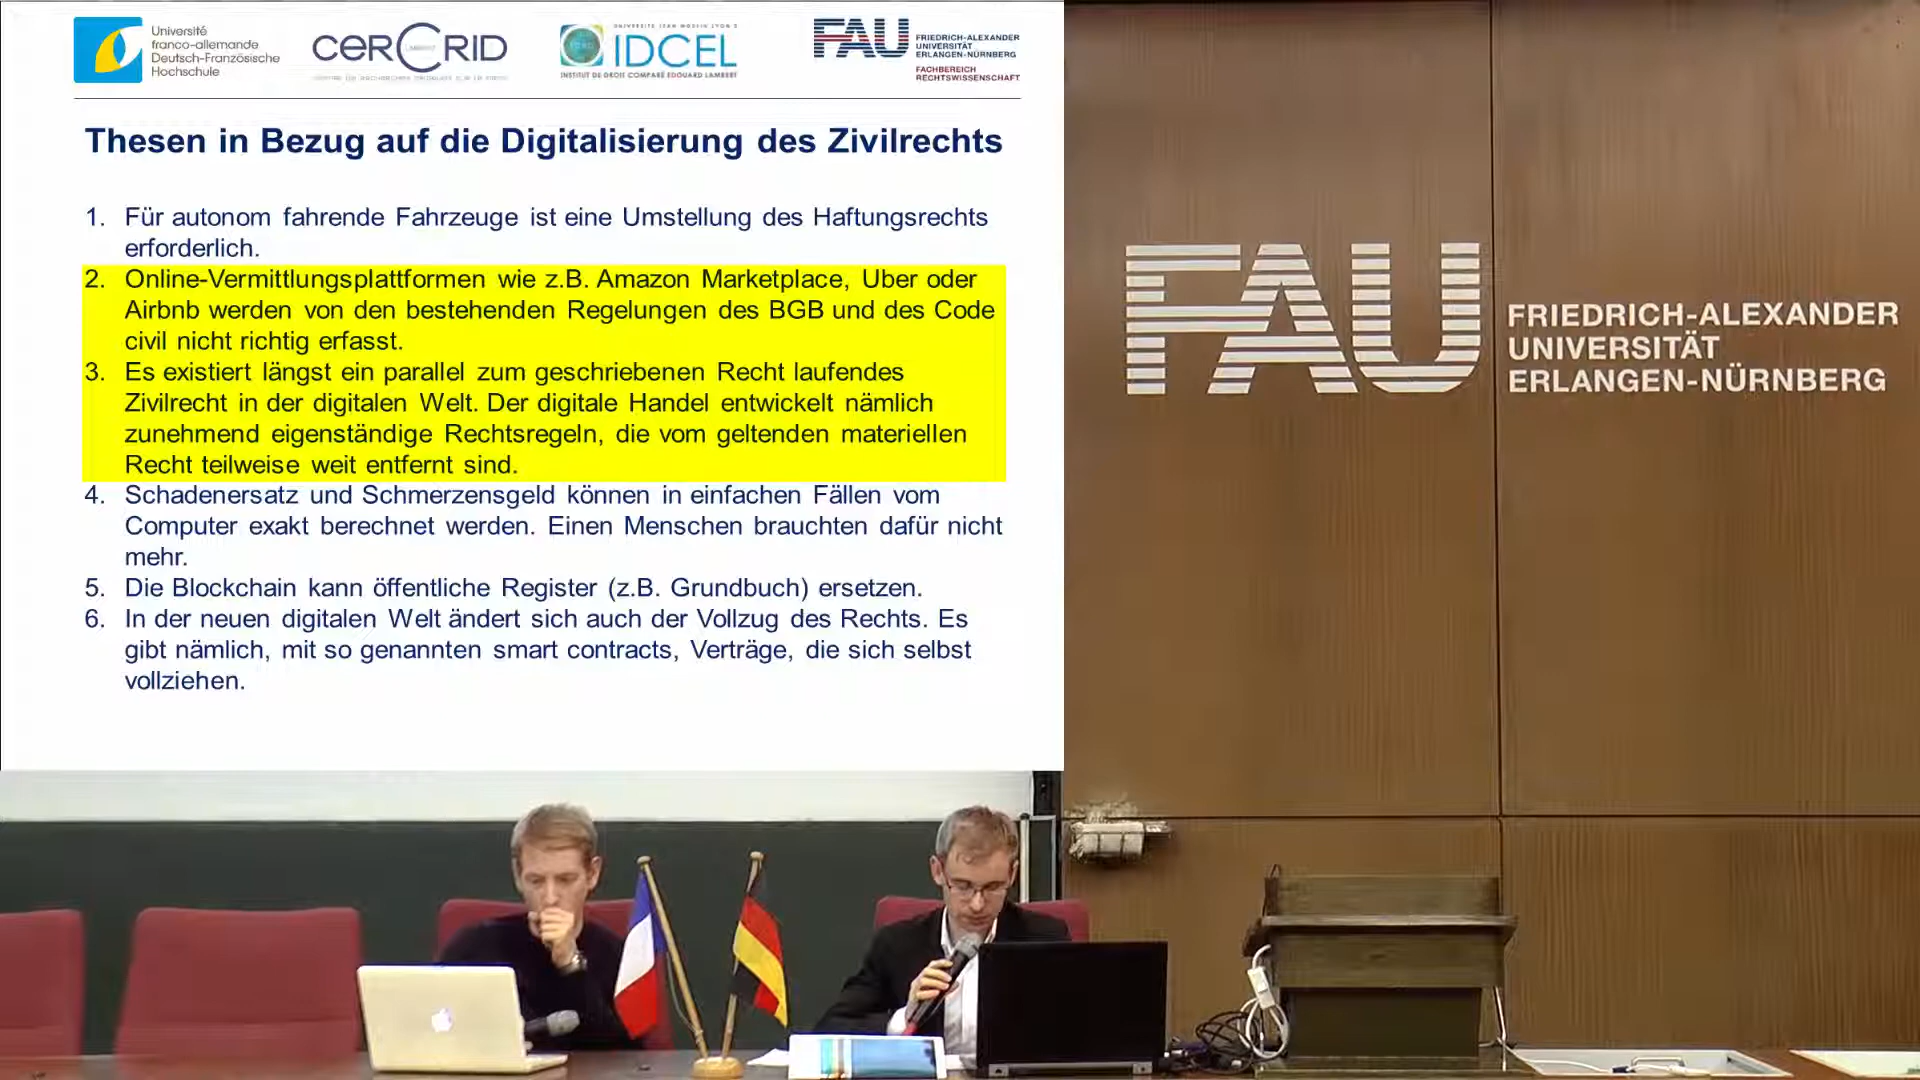 Université
franco-allemande
Deutsch-Französische
Hochschule
CERCRID
UNIVERSITE JEAN MOULIN LYON 3
IDCEL
INSTITUT DE DROIT COMPARÉ EDOUARD LAMBERT
FAU
FRIEDRICH-ALEXANDER
UNIVERSITÄT
ERLANGEN-NÜRNBERG
FACHBEREICH
RECHTSWISSENSCHAFT
Thesen in Bezug auf die Digitalisierung des Zivilrechts
1. Für autonom fahrende Fahrzeuge ist eine Umstellung des Haftungsrechts
erforderlich.
2. Online-Vermittlungsplattformen wie z.B. Amazon Marketplace, Uber oder
Airbnb werden von den bestehenden Regelungen des BGB und des Code
civil nicht richtig erfasst.
3. Es existiert längst ein parallel zum geschriebenen Recht laufendes
Zivilrecht in der digitalen Welt. Der digitale Handel entwickelt nämlich
zunehmend eigenständige Rechtsregeln, die vom geltenden materiellen
Recht teilweise weit entfernt sind.
4. Schadenersatz und Schmerzensgeld können in einfachen Fällen vom
Computer exakt berechnet werden. Einen Menschen brauchten dafür nicht
mehr.
5. Die Blockchain kann öffentliche Register (z.B. Grundbuch) ersetzen.
6. In der neuen digitalen Welt ändert sich auch der Vollzug des Rechts. Es
gibt nämlich, mit so genannten smart contracts, Verträge, die sich selbst
vollziehen.
FAU
FRIEDRICH-ALEXANDER
UNIVERSITÄT
ERLANGEN-NÜRNBERG